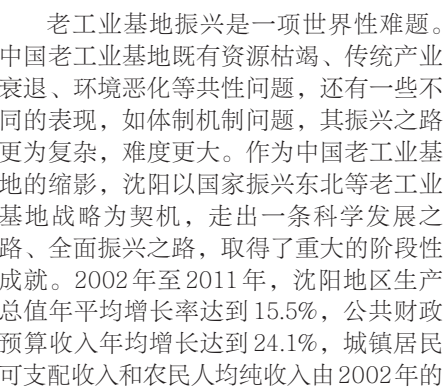 老工业基地振兴是一项世界性难题。
中国老工业基地既有资源枯竭、传统产业
衰退、环境恶化等共性问题，还有一些不
同的表现，如体制机制问题，其振兴之路
更为复杂，难度更大。作为中国老工业基
地的缩影，沈阳以国家振兴东北等老工业
基地战略为契机，走出一条科学发展之
路、全面振兴之路，取得了重大的阶段性
成就。2002年至2011年，沈阳地区生产
总值年平均增长率达到15.5%，公共财政
预算收入年均增长达到24.1%，城镇居民
可支配收入和农民人均纯收入由2002年的